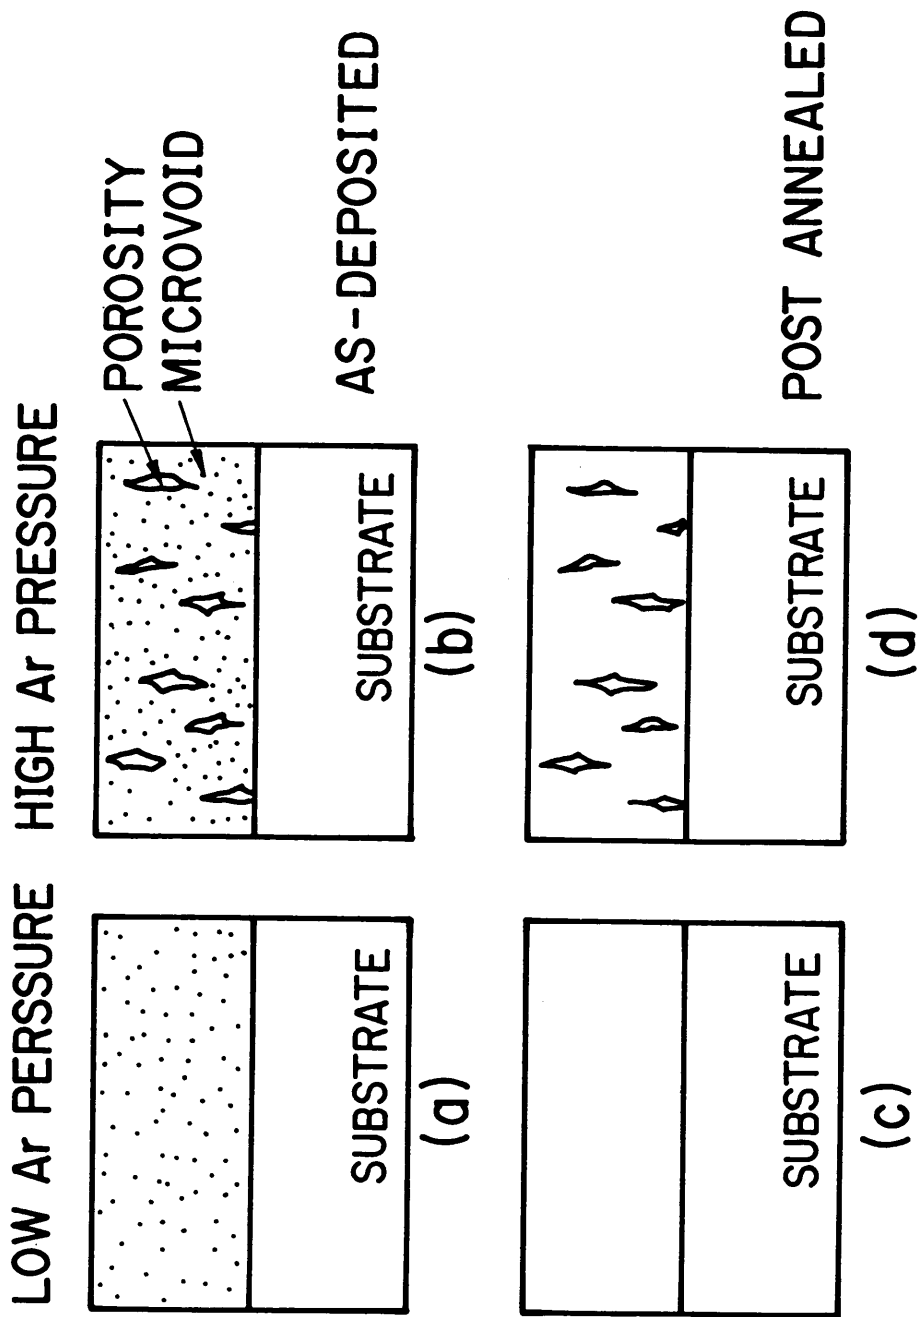 LOW Ar PERSSURE HIGH Ar PRESSURE
POROSITY
MICROVOID
SUBSTRATE
SUBSTRATE
(a)
(b)
AS-DEPOSITED
SUBSTRATE
SUBSTRATE
(c)
(d)
POST ANNEALED